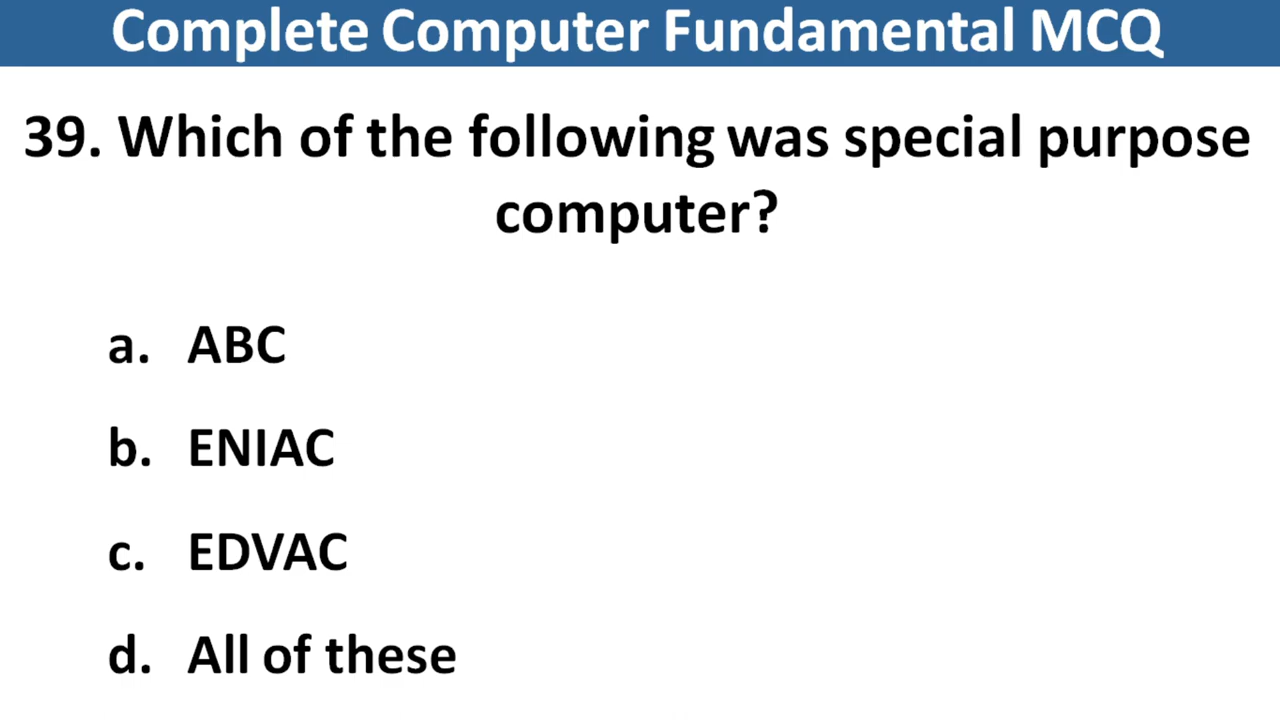 Complete Computer Fundamental MCQ
39. Which of the following was special purpose
computer?
a. ABC
b. ENIAC
c. EDVAC
d. All of these